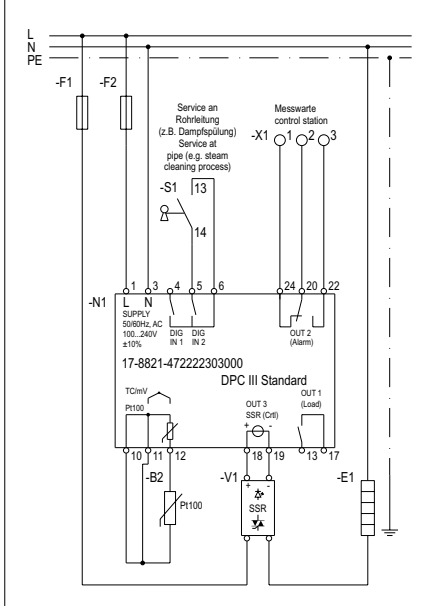 L
N
PE
-F1
-F2
Service an
Rohrleitung
(z.B. Dampfspülung)
Service at
pipe (e.g. steam
cleaning process)
Messwarte
control station
-X1 1 2 3
-S1 13
14
1 3 4 5 6 24 20 22
-N1
L N
SUPPLY
50/60Hz, AC
100...240V
±10%
DIG
IN 1
DIG
IN 2
OUT 2
(Alarm)
17-8821-472222303000
DPC III Standard
TC/mV
Pt100
OUT 3
SSR (Crtl)
+ -
OUT 1
(Load)
10 11 12 18 19 13 17
-B2
Pt100
-V1
+ -
SSR
-E1